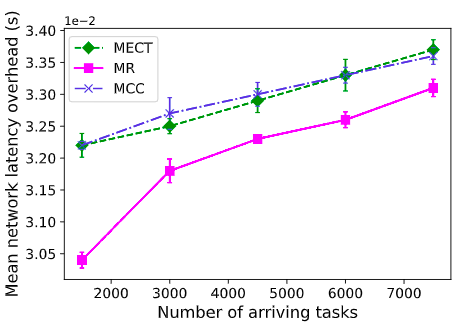 1e−2
3.40
3.35
3.30
3.25
3.20
3.15
3.10
3.05
Mean network latency overhead (s)
MECT
MR
MCC
2000 3000 4000 5000 6000 7000
Number of arriving tasks